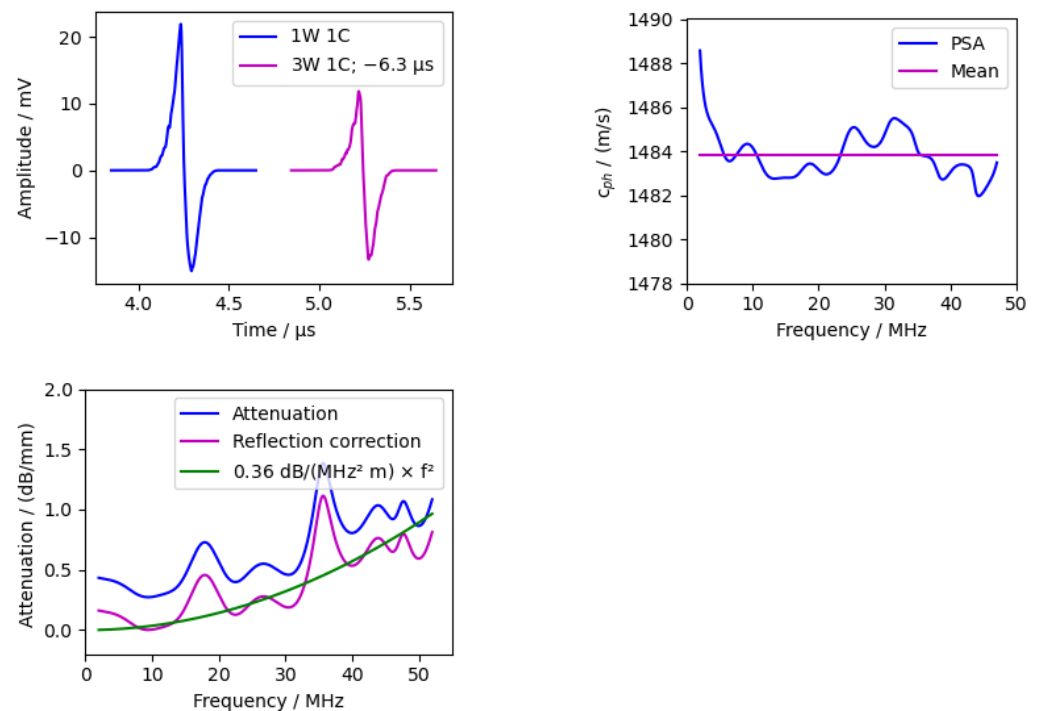 20
10
0
−10
Amplitude / mV
1W 1C
3W 1C; −6.3 μs
4.0 4.5 5.0 5.5
Time / μs
1490
1488
1486
1484
1482
1480
1478
c_ph / (m/s)
PSA
Mean
0 10 20 30 40 50
Frequency / MHz
2.0
1.5
1.0
0.5
0.0
Attenuation / (dB/mm)
Attenuation
Reflection correction
0.36 dB/(MHz² m) × f²
0 10 20 30 40 50
Frequency / MHz